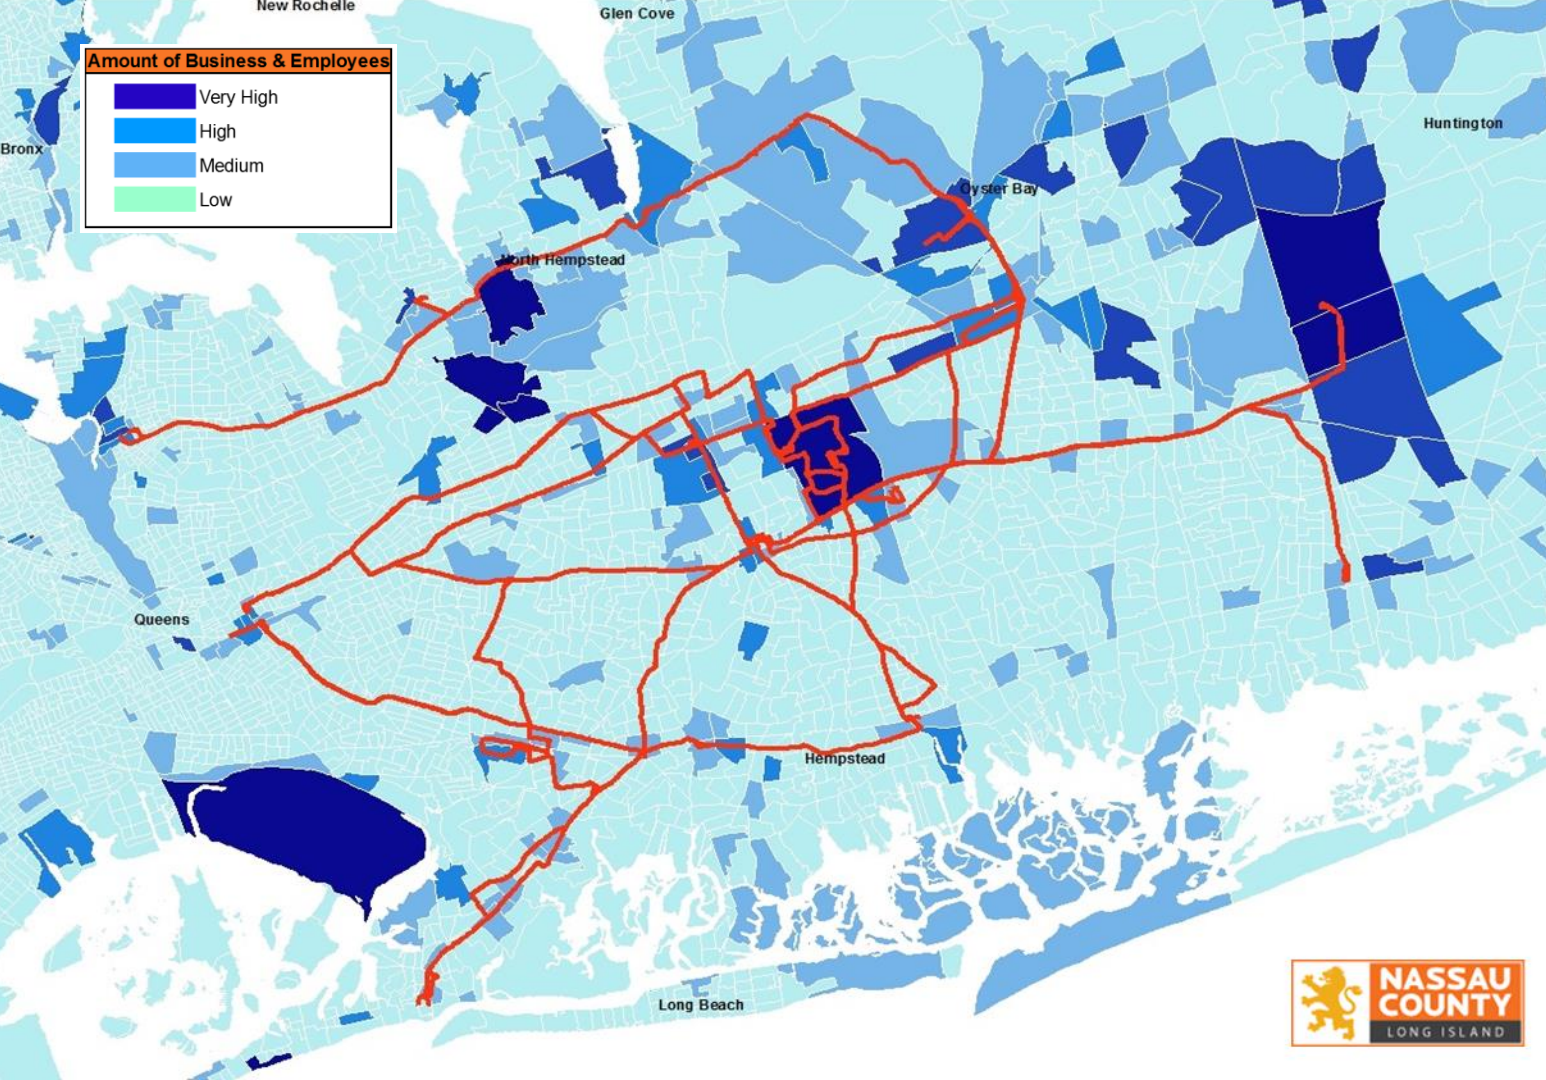 New Rochelle
Glen Cove
Amount of Business & Employees
Very High
High
Medium
Low
Bronx
Huntington
Oyster Bay
North Hempstead
Queens
Hempstead
Long Beach
NASSAU
COUNTY
LONG ISLAND